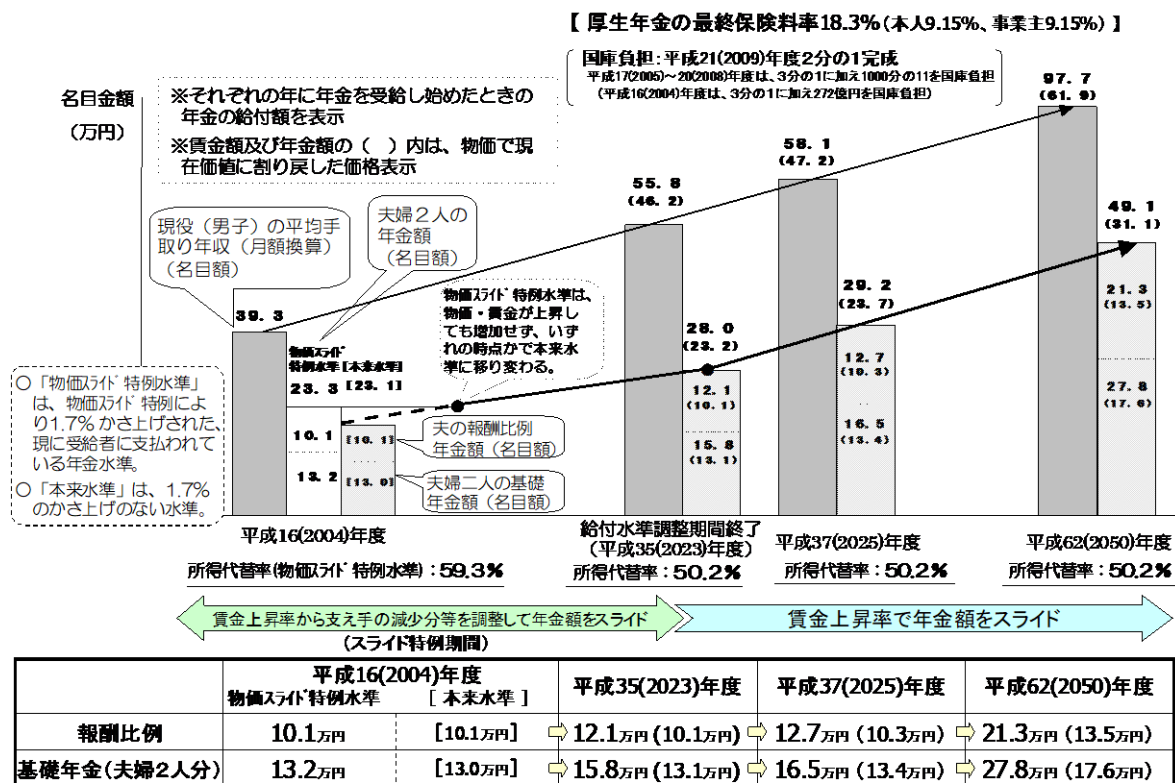 【 厚生年金の最終保険料率18.3%(本人9.15%、事業主9.15%) 】
国庫負担:平成21(2009)年度2分の1完成
平成17(2005)～20(2008)年度は、3分の1に加え1000分の11を国庫負担
(平成16(2004)年度は、3分の1に加え272億円を国庫負担)
名目金額
(万円)
※それぞれの年に年金を受給し始めたときの
年金の給付額を表示
※賃金額及び年金額の( )内は、物価で現
在価値に割り戻した価格表示
97.7
(61.9)
58.1
(47.2)
55.8
(46.2)
49.1
(31.1)
現役(男子)の平均手
取り年収(月額換算)
(名目額)
夫婦2人の
年金額
(名目額)
物価スライド特例水準は、
物価・賃金が上昇し
ても増加せず、いず
れの時点かで本来水
準に移り変わる。
39.3
29.2
(23.7)
28.0
(23.2)
21.3
(13.5)
物価スライド
特例水準
[本来水準]
23.3
[23.1]
12.7
(10.3)
12.1
(10.1)
27.8
(17.6)
○「物価スライド特例水準」
は、物価スライド特例によ
り1.7%かさ上げされた、
現に受給者に支払われて
いる年金水準。
○「本来水準」は、1.7%
のかさ上げのない水準。
10.1
[10.1]
夫の報酬比例
年金額(名目額)
16.5
(13.4)
15.8
(13.1)
13.2
[13.0]
夫婦二人の基礎
年金額(名目額)
平成16(2004)年度
給付水準調整期間終了
(平成35(2023)年度)
平成37(2025)年度
平成62(2050)年度
所得代替率(物価スライド特例水準):59.3%
所得代替率:50.2%
所得代替率:50.2%
所得代替率:50.2%
賃金上昇率から支え手の減少分等を調整して年金額をスライド
賃金上昇率で年金額をスライド
(スライド特例期間)
平成16(2004)年度
物価スライド特例水準 [ 本来水準 ]
平成35(2023)年度 平成37(2025)年度 平成62(2050)年度
報酬比例 10.1万円 [10.1万円] 12.1万円 (10.1万円) 12.7万円 (10.3万円) 21.3万円 (13.5万円)
基礎年金(夫婦2人分) 13.2万円 [13.0万円] 15.8万円 (13.1万円) 16.5万円 (13.4万円) 27.8万円 (17.6万円)